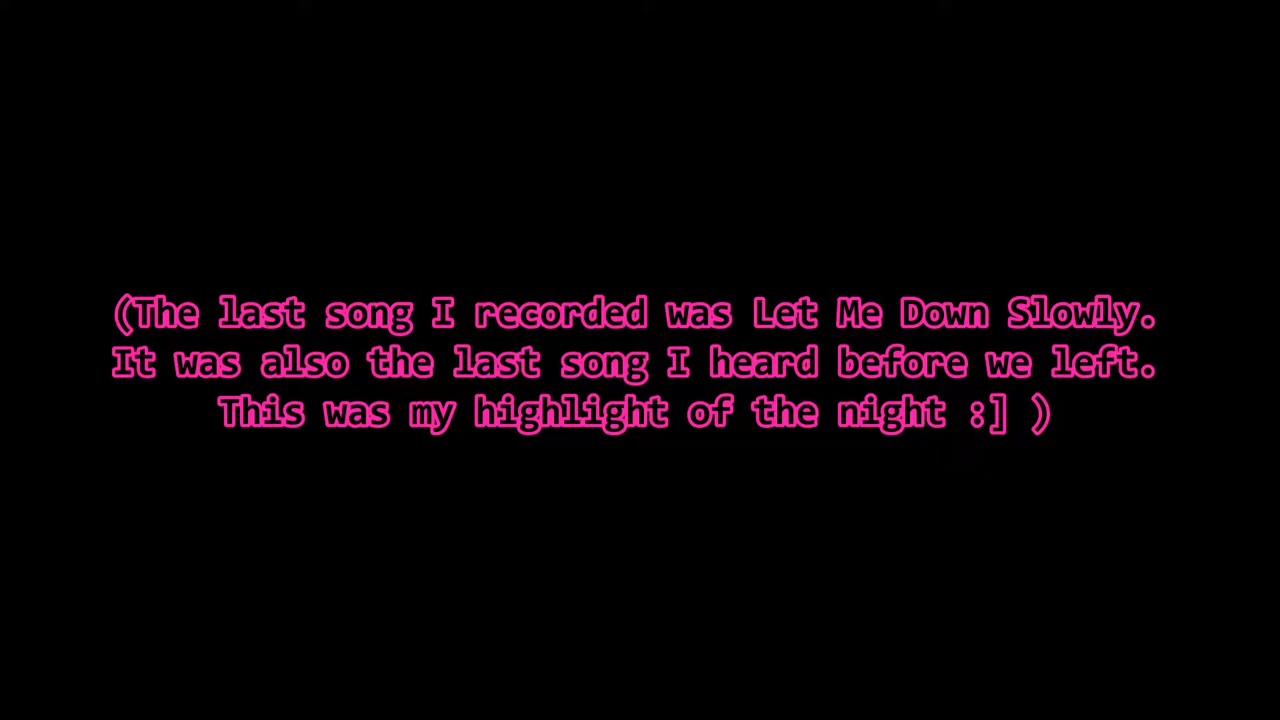 (The last song I recorded was Let Me Down Slowly.
It was also the last song I heard before we left.
This was my highlight of the night :] )